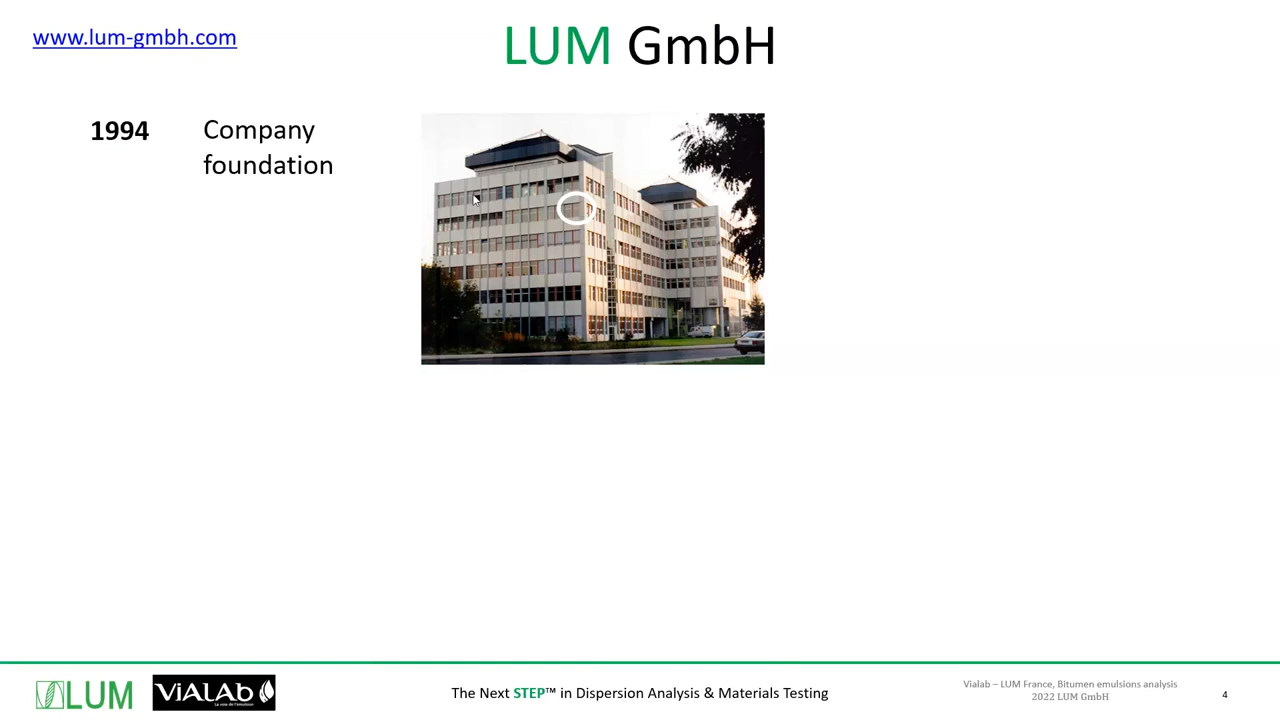 www.lum-gmbh.com
LUM GmbH
1994
Company
foundation
LUM
ViALAb
La voie de l'émulsion
The Next STEP™ in Dispersion Analysis & Materials Testing
Vialab – LUM France, Bitumen emulsions analysis
2022 LUM GmbH
4